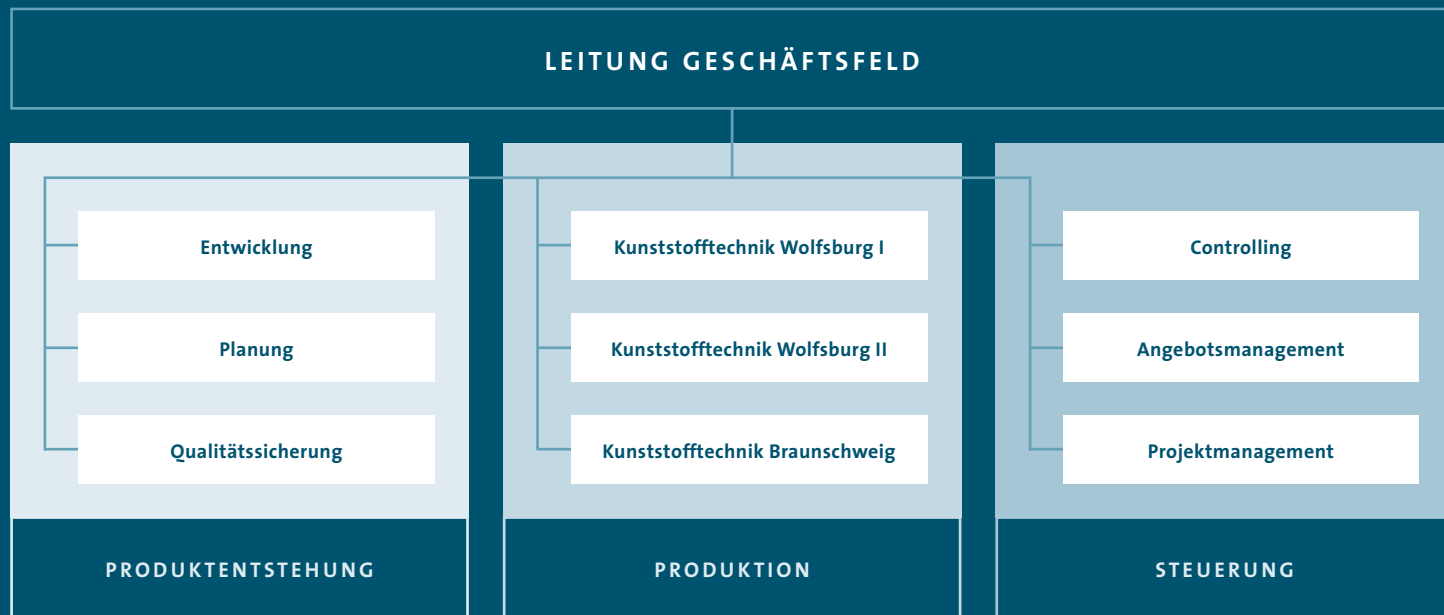 LEITUNG GESCHÄFTSFELD
Entwicklung
Planung
Qualitätssicherung
PRODUKTENTSTEHUNG
Kunststofftechnik Wolfsburg I
Kunststofftechnik Wolfsburg II
Kunststofftechnik Braunschweig
PRODUKTION
Controlling
Angebotsmanagement
Projektmanagement
STEUERUNG